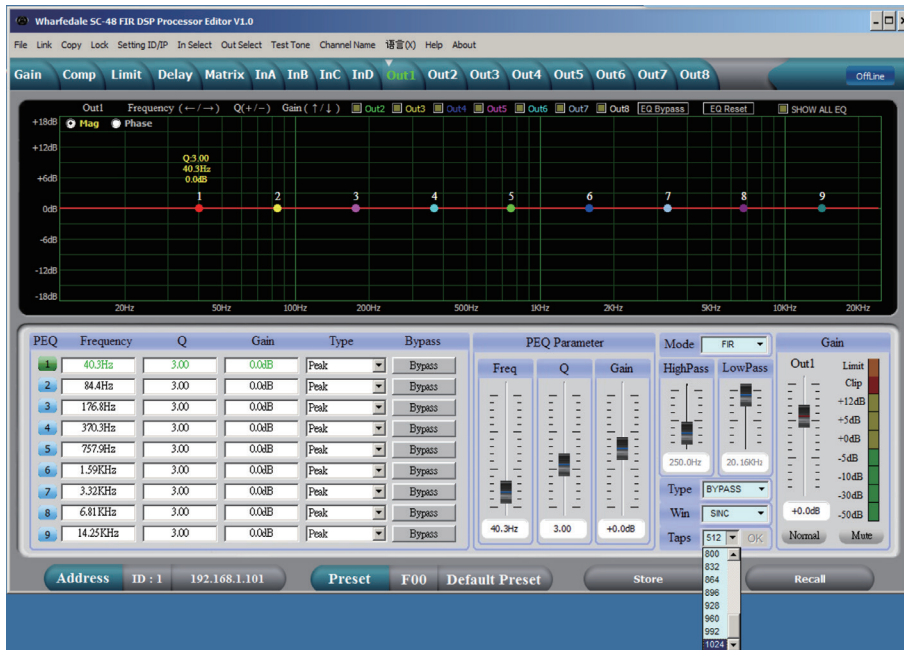 Wharfedale SC-48 FIR DSP Processor Editor V1.0
File Link Copy Lock Setting ID/IP In Select Out Select Test Tone Channel Name 语言(X) Help About
Gain Comp Limit Delay Matrix InA InB InC InD Out1 Out2 Out3 Out4 Out5 Out6 Out7 Out8 OffLine
Out1 Frequency (←/→) Q(+/−) Gain (↑/↓) Out2 Out3 Out4 Out5 Out6 Out7 Out8 EQ Bypass EQ Reset SHOW ALL EQ
+18dB Mag Phase
+12dB
Q:3.00
40.3Hz
+6dB 0.0dB
1 2 3 4 5 6 7 8 9
0dB
-6dB
-12dB
-18dB
20Hz 50Hz 100Hz 200Hz 500Hz 1KHz 2KHz 5KHz 10KHz 20KHz
PEQ Frequency Q Gain Type Bypass
1 40.3Hz 3.00 0.0dB Peak Bypass
2 84.4Hz 3.00 0.0dB Peak Bypass
3 176.8Hz 3.00 0.0dB Peak Bypass
4 370.3Hz 3.00 0.0dB Peak Bypass
5 757.9Hz 3.00 0.0dB Peak Bypass
6 1.59KHz 3.00 0.0dB Peak Bypass
7 3.32KHz 3.00 0.0dB Peak Bypass
8 6.81KHz 3.00 0.0dB Peak Bypass
9 14.25KHz 3.00 0.0dB Peak Bypass
PEQ Parameter
Freq Q Gain
40.3Hz 3.00 +0.0dB
Mode FIR
HighPass LowPass
250.0Hz 20.16KHz
Type BYPASS
Win SINC
Taps 512 OK
800
832
864
896
928
960
992
1024
Gain
Out1 Limit
Clip
+12dB
+5dB
+0dB
-5dB
-10dB
-30dB
+0.0dB -50dB
Normal Mute
Address ID : 1 192.168.1.101 Preset F00 Default Preset Store Recall